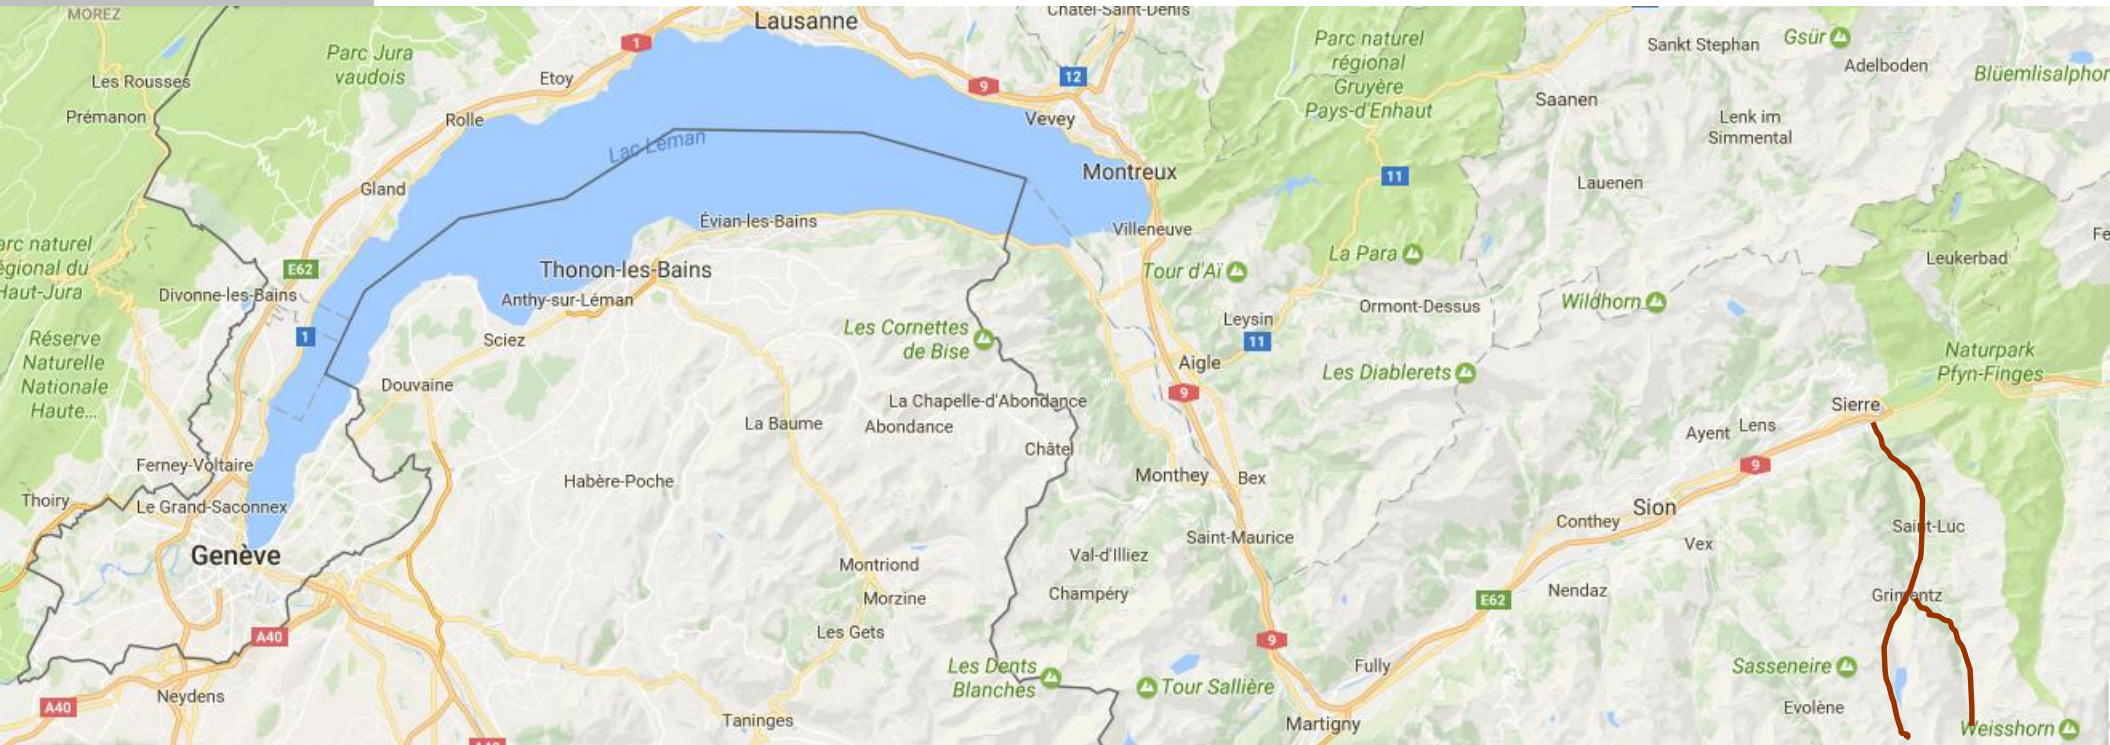 MOREZ
Lausanne
Châtel-Saint-Denis
Parc Jura
vaudois
1
Parc naturel
régional
Gruyère
Pays-d'Enhaut
Sankt Stephan
Gsür
Adelboden
Blüemlisalphor
Les Rousses
Etoy
9
12
Saanen
Prémanon
Rolle
Vevey
Lenk im
Simmental
Lac Léman
Gland
Montreux
11
Lauenen
Évian-les-Bains
Villeneuve
arc naturel
égional du
Haut-Jura
E62
Thonon-les-Bains
Tour d'Aï
La Para
Leukerbad
Fe
Divonne-les-Bains
Anthy-sur-Léman
Ormont-Dessus
Wildhorn
1
Sciez
Les Cornettes
de Bise
Leysin
11
Réserve
Naturelle
Nationale
Haute...
Aigle
Les Diablerets
Naturpark
Pfyn-Finges
Douvaine
9
La Chapelle-d'Abondance
Sierre
La Baume
Abondance
Ayent
Lens
Châtel
Ferney-Voltaire
Habère-Poche
Monthey
Bex
9
Thoiry
Le Grand-Saconnex
Sion
Conthey
Saint-Luc
Genève
Saint-Maurice
Vex
Montriond
Val-d'Illiez
Morzine
Champéry
E62
Nendaz
Grimentz
A40
Les Gets
9
Les Dents
Blanches
Tour Sallière
Fully
Sasseneire
Neydens
A40
Taninges
Martigny
Evolène
Weisshorn